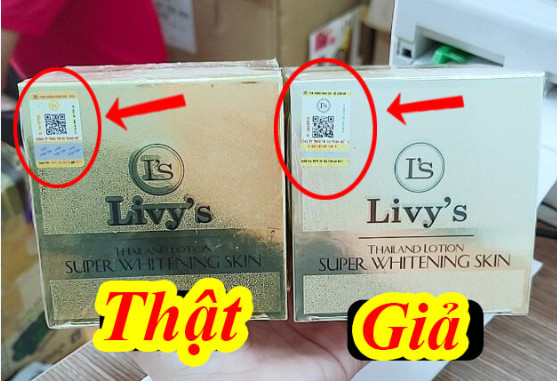 L's
Livy's
THAILAND LOTION
SUPER WHITENING SKIN
Thật
L's
Livy's
THAILAND LOTION
SUPER WHITENING SKIN
Giả